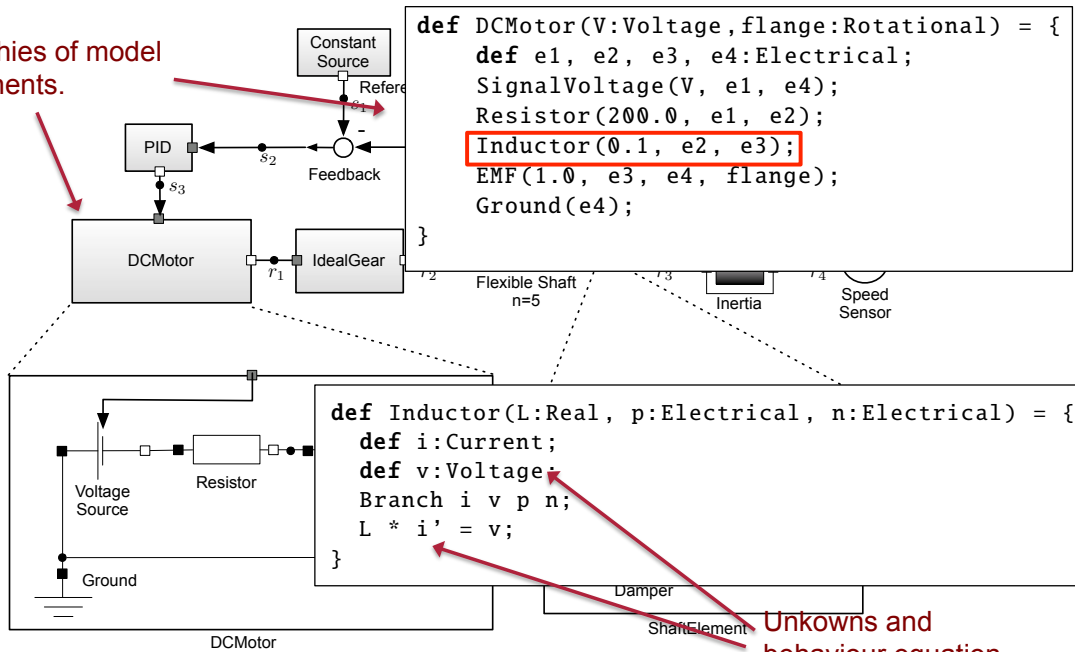 hies of model
nents.
Constant
Source
Refere
s1
-
PID
s2
Feedback
s3
DCMotor
r1
IdealGear
r2
Flexible Shaft
n=5
r3
Inertia
r4
Speed
Sensor
def DCMotor(V:Voltage,flange:Rotational) = {
def e1, e2, e3, e4:Electrical;
SignalVoltage(V, e1, e4);
Resistor(200.0, e1, e2);
Inductor(0.1, e2, e3);
EMF(1.0, e3, e4, flange);
Ground(e4);
}
Voltage
Source
Resistor
Ground
DCMotor
def Inductor(L:Real, p:Electrical, n:Electrical) = {
def i:Current;
def v:Voltage;
Branch i v p n;
L * i’ = v;
}
Damper
ShaftElement
Unkowns and
behaviour equation